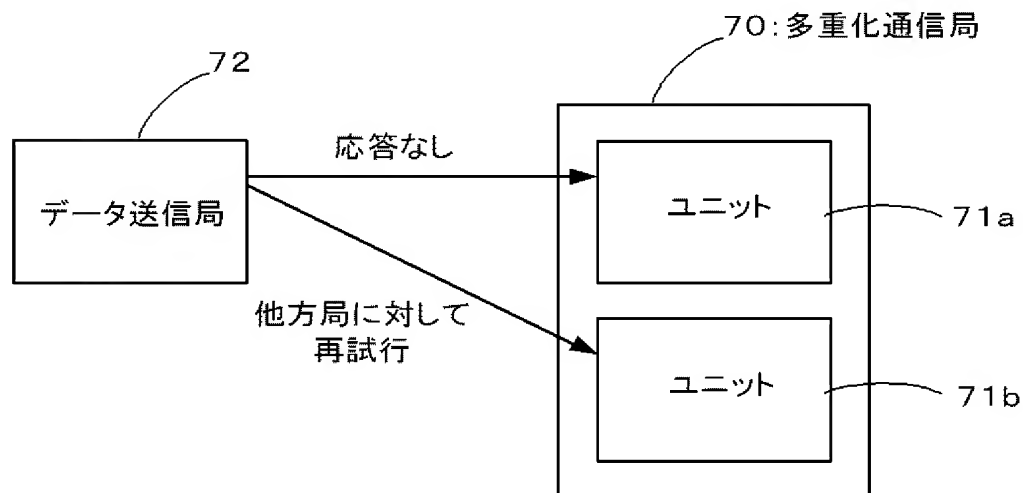 70:多重化通信局
72
応答なし
データ送信局
ユニット
71a
他方局に対して
再試行
ユニット
71b